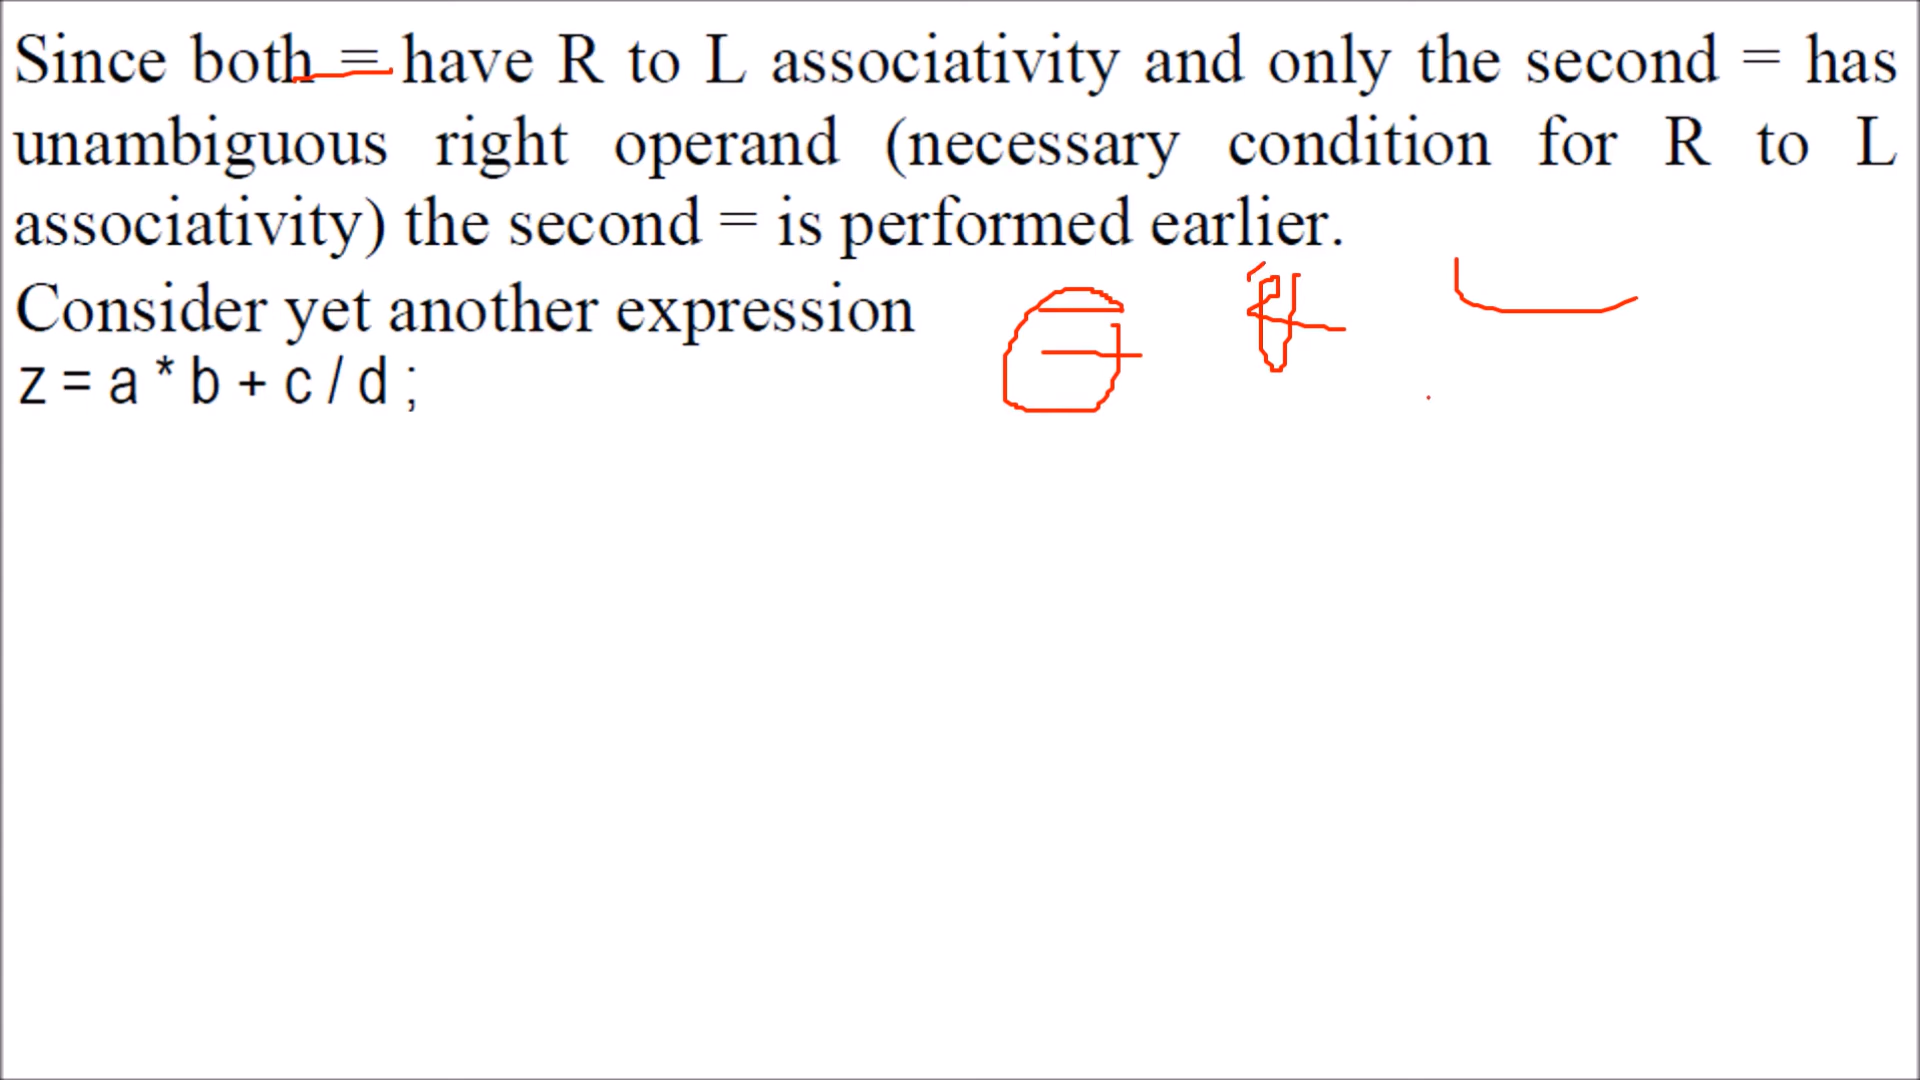 Since both = have R to L associativity and only the second = has
unambiguous right operand (necessary condition for R to L
associativity) the second = is performed earlier.
Consider yet another expression
z = a * b + c / d ;